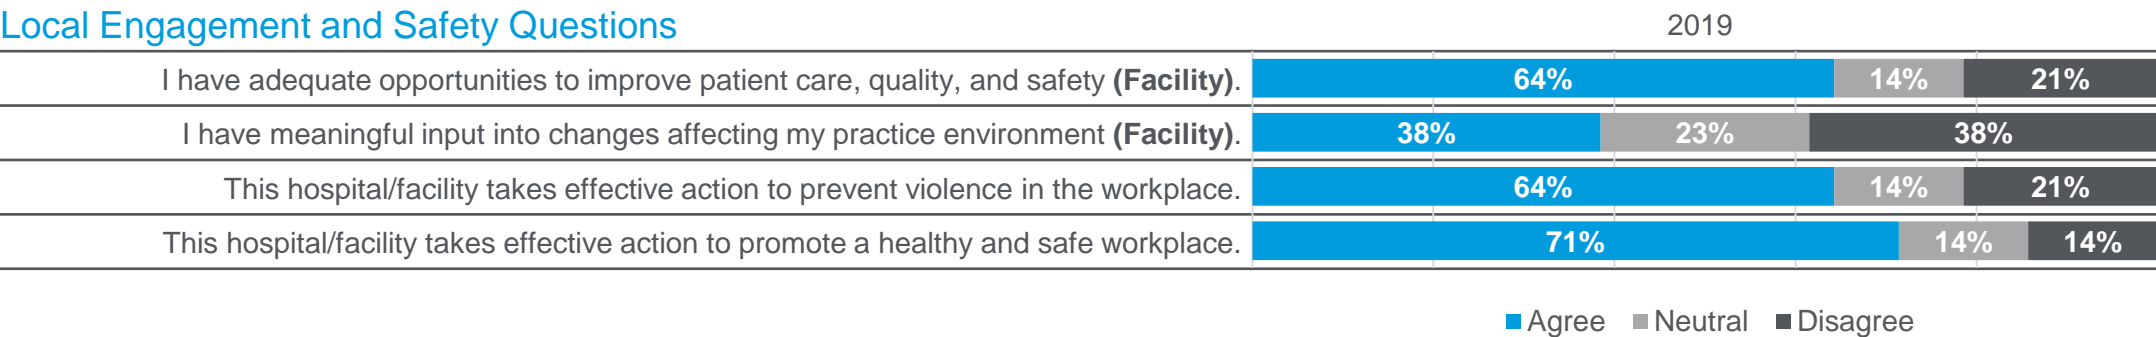 Local Engagement and Safety Questions 2019
I have adequate opportunities to improve patient care, quality, and safety (Facility). 64% 14% 21%
I have meaningful input into changes affecting my practice environment (Facility). 38% 23% 38%
This hospital/facility takes effective action to prevent violence in the workplace. 64% 14% 21%
This hospital/facility takes effective action to promote a healthy and safe workplace. 71% 14% 14%
Agree Neutral Disagree